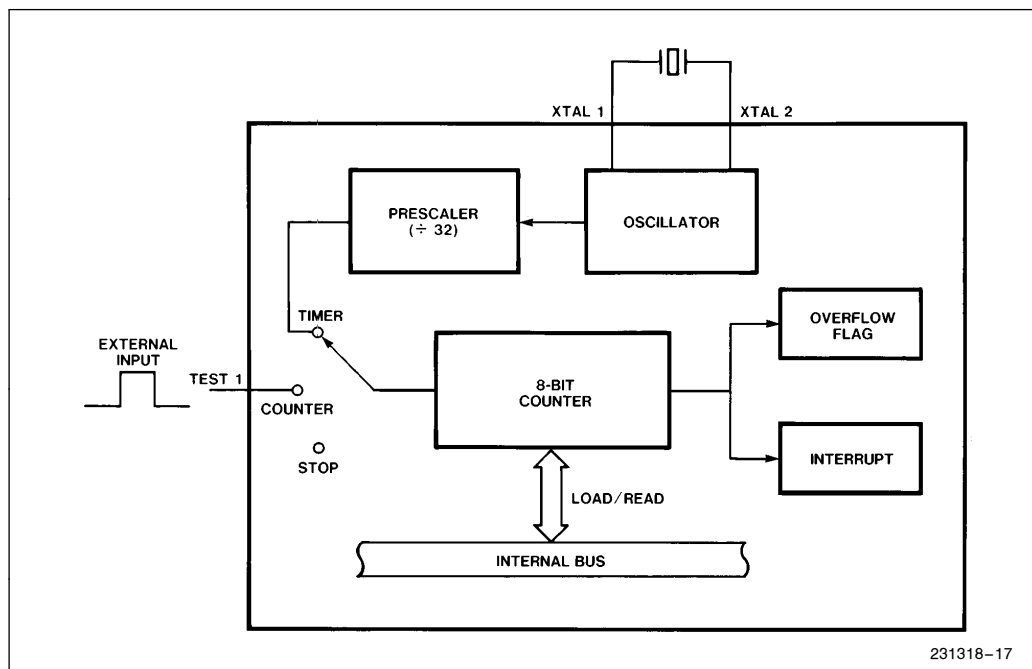 XTAL 1
XTAL 2
PRESCALER
(÷ 32)
OSCILLATOR
TIMER
EXTERNAL
INPUT
TEST 1
COUNTER
STOP
8-BIT
COUNTER
OVERFLOW
FLAG
INTERRUPT
LOAD/READ
INTERNAL BUS
231318–17